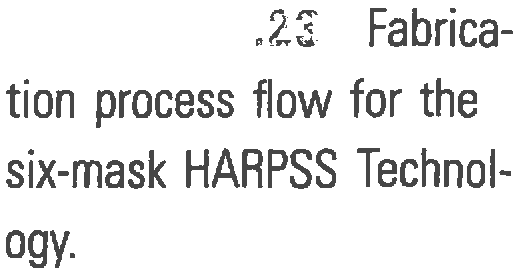 .23 Fabrica-
tion process flow for the
six-mask HARPSS Technol-
ogy.